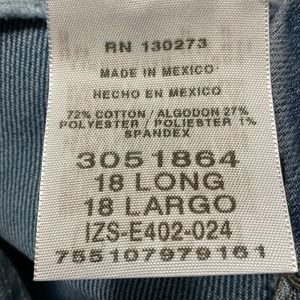 RN 130273
MADE IN MEXICO
HECHO EN MEXICO
72% COTTON / ALGODON 27%
POLYESTER / POLIESTER 1%
SPANDEX
3051864
18 LONG
18 LARGO
IZS-E402-024
755107979161